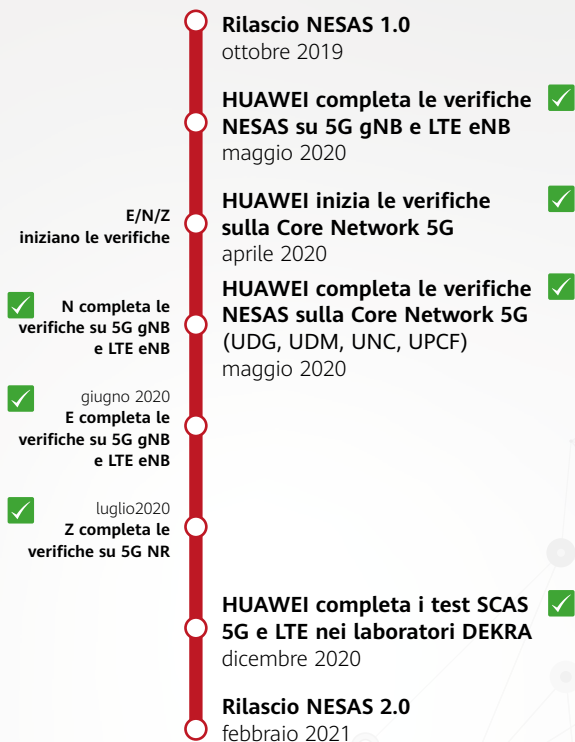 Rilascio NESAS 1.0
ottobre 2019
HUAWEI completa le verifiche
NESAS su 5G gNB e LTE eNB
maggio 2020
E/N/Z
iniziano le verifiche
HUAWEI inizia le verifiche
sulla Core Network 5G
aprile 2020
N completa le
verifiche su 5G gNB
e LTE eNB
HUAWEI completa le verifiche
NESAS sulla Core Network 5G
(UDG, UDM, UNC, UPCF)
maggio 2020
giugno 2020
E completa le
verifiche su 5G gNB
e LTE eNB
luglio2020
Z completa le
verifiche su 5G NR
HUAWEI completa i test SCAS
5G e LTE nei laboratori DEKRA
dicembre 2020
Rilascio NESAS 2.0
febbraio 2021